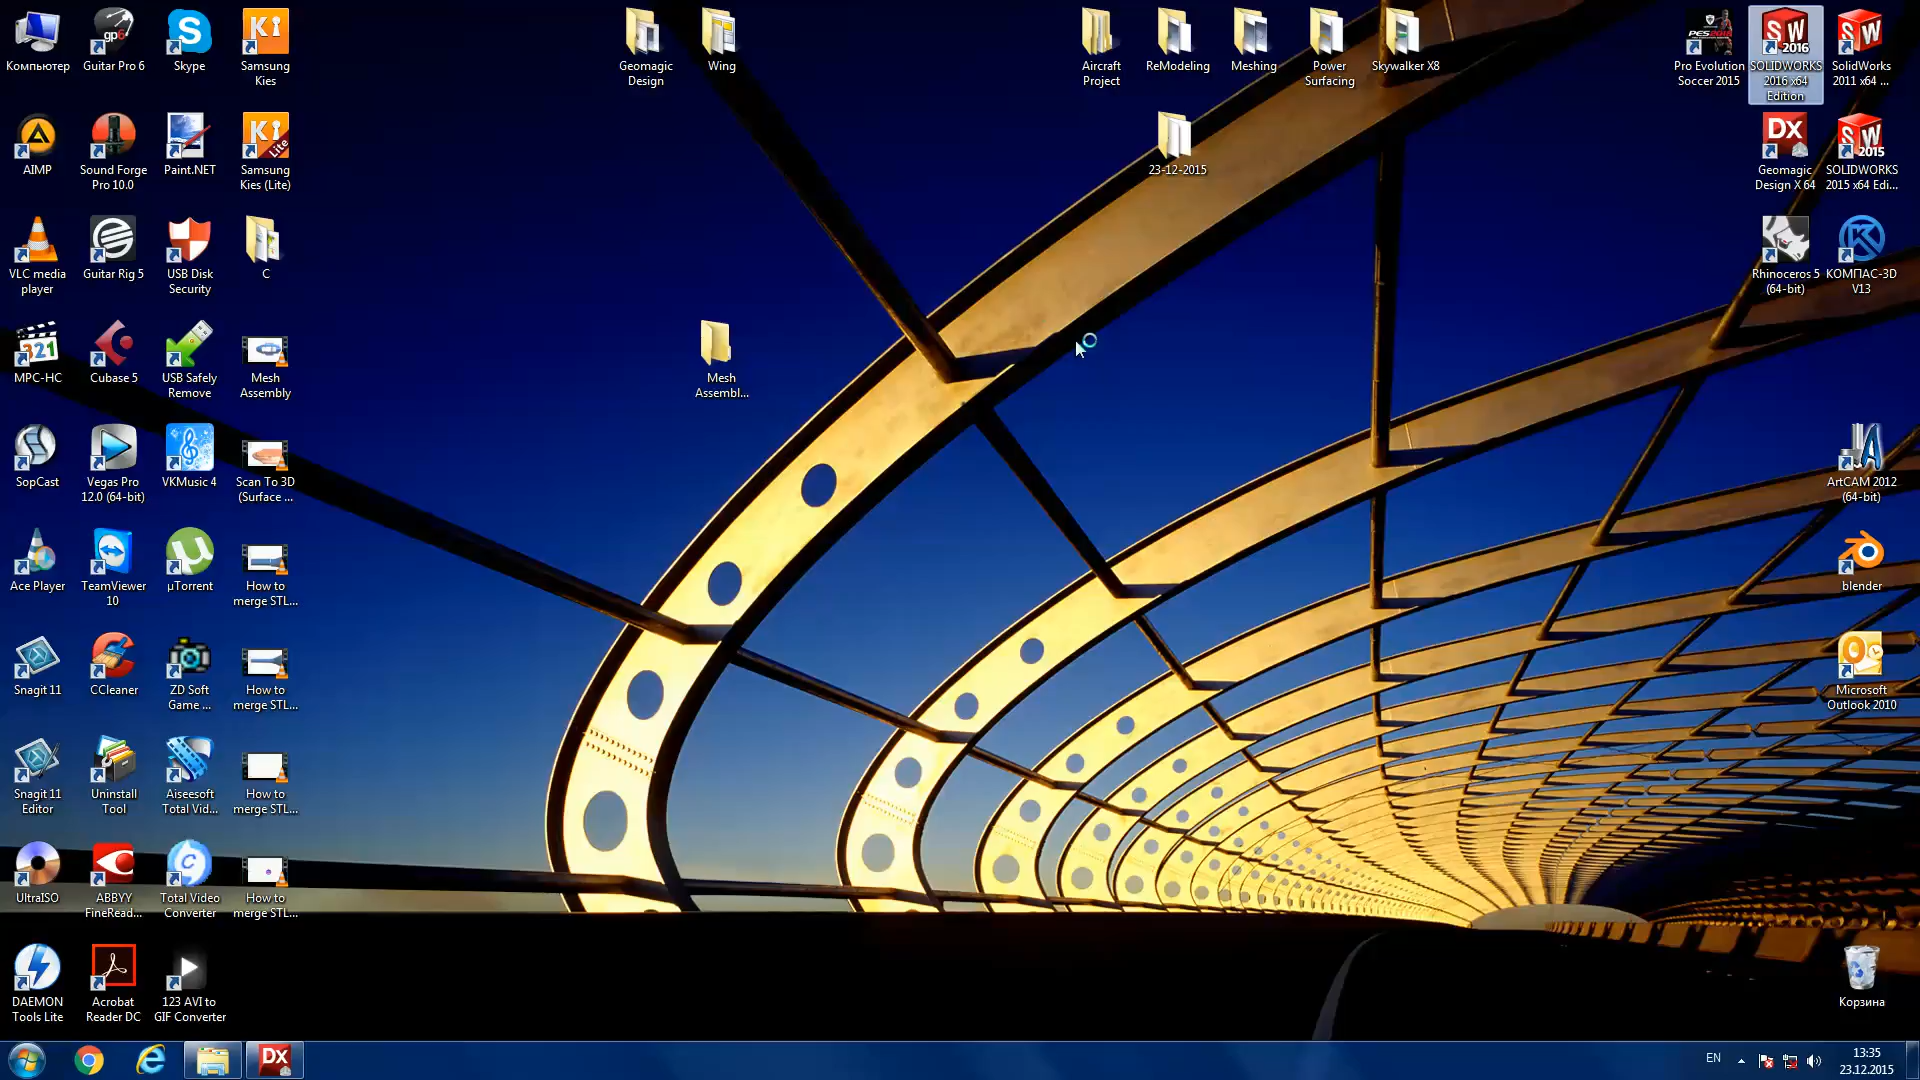 Компьютер
Guitar Pro 6
Skype
Samsung
Kies
Geomagic
Design
Wing
Aircraft
Project
ReModeling
Meshing
Power
Surfacing
Skywalker X8
Pro Evolution
Soccer 2015
SOLIDWORKS
2016 x64
Edition
SolidWorks
2011 x64 ...
AIMP
Sound Forge
Pro 10.0
Paint.NET
Samsung
Kies (Lite)
23-12-2015
Geomagic
Design X 64
SOLIDWORKS
2015 x64 Edi...
VLC media
player
Guitar Rig 5
USB Disk
Security
C
Rhinoceros 5
(64-bit)
КОМПАС-3D
V13
MPC-HC
Cubase 5
USB Safely
Remove
Mesh
Assembly
Mesh
Assembl...
SopCast
Vegas Pro
12.0 (64-bit)
VKMusic 4
Scan To 3D
(Surface ...
ArtCAM 2012
(64-bit)
Ace Player
TeamViewer
10
µTorrent
How to
merge STL...
blender
Snagit 11
CCleaner
ZD Soft
Game ...
How to
merge STL...
Microsoft
Outlook 2010
Snagit 11
Editor
Uninstall
Tool
Aiseesoft
Total Vid...
How to
merge STL...
UltraISO
ABBYY
FineRead...
Total Video
Converter
How to
merge STL...
DAEMON
Tools Lite
Acrobat
Reader DC
123 AVI to
GIF Converter
Корзина
DX
EN
13:35
23.12.2015